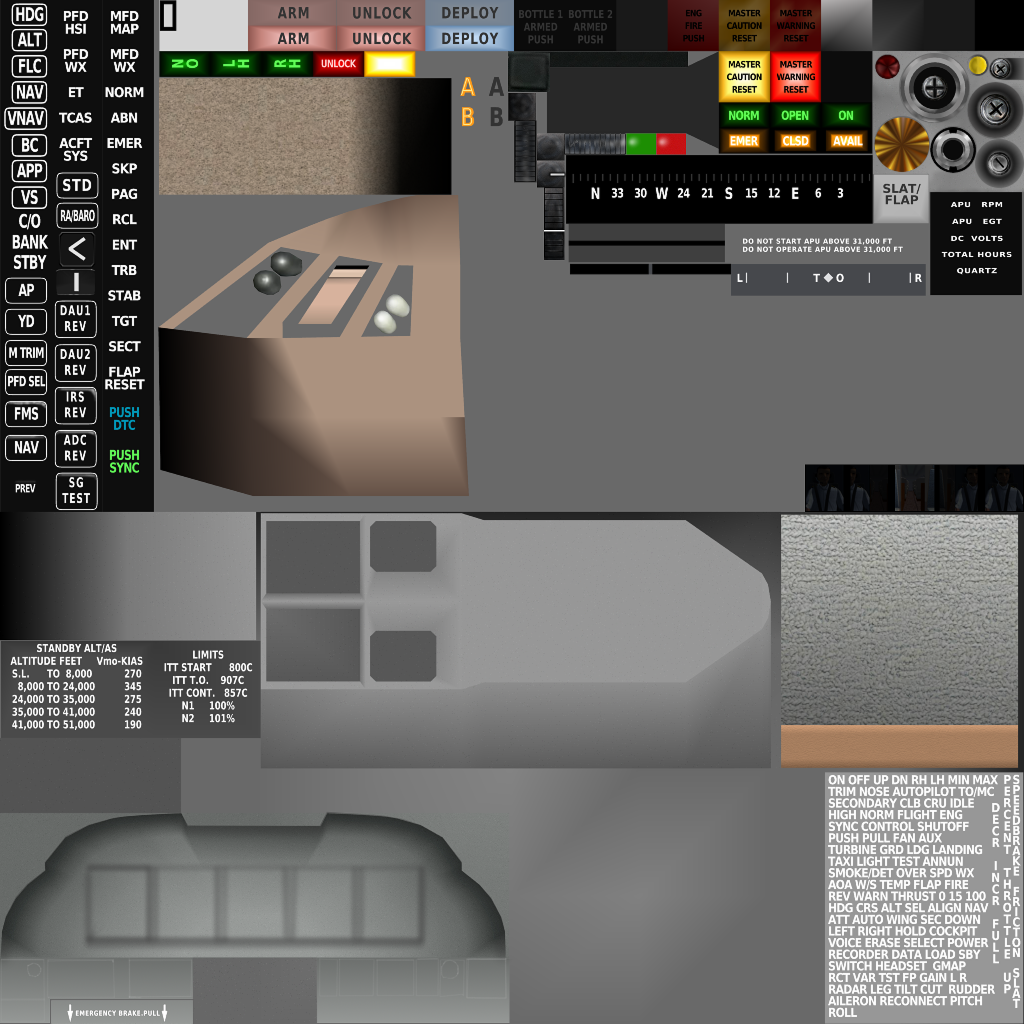 HDG
ALT
FLC
NAV
VNAV
BC
APP
VS
C/O
BANK
STBY
AP
YD
M TRIM
PFD SEL
FMS
NAV
PREV
PFD
HSI
PFD
WX
ET
TCAS
ACFT
SYS
STD
RA/BARO
<
DAU1
REV
DAU2
REV
IRS
REV
ADC
REV
SG
TEST
MFD
MAP
MFD
WX
NORM
ABN
EMER
SKP
PAG
RCL
ENT
TRB
STAB
TGT
SECT
FLAP
RESET
PUSH
DTC
PUSH
SYNC
ARM UNLOCK DEPLOY
ARM UNLOCK DEPLOY
NO LH RH UNLOCK
A A
B B
BOTTLE 1 BOTTLE 2
ARMED ARMED
PUSH PUSH
ENG
FIRE
PUSH
MASTER
CAUTION
RESET
MASTER
WARNING
RESET
MASTER
CAUTION
RESET
MASTER
WARNING
RESET
NORM OPEN ON
EMER CLSD AVAIL
N 33 30 W 24 21 S 15 12 E 6 3
SLAT/
FLAP
APU RPM
APU EGT
DC VOLTS
TOTAL HOURS
QUARTZ
DO NOT START APU ABOVE 31,000 FT
DO NOT OPERATE APU ABOVE 31,000 FT
L| | T◆O | |R
STANDBY ALT/AS
ALTITUDE FEET Vmo-KIAS
S.L. TO 8,000 270
8,000 TO 24,000 345
24,000 TO 35,000 275
35,000 TO 41,000 240
41,000 TO 51,000 190
LIMITS
ITT START 800C
ITT T.O. 907C
ITT CONT. 857C
N1 100%
N2 101%
EMERGENCY BRAKE.PULL
ON OFF UP DN RH LH MIN MAX
TRIM NOSE AUTOPILOT TO/MC
SECONDARY CLB CRU IDLE
HIGH NORM FLIGHT ENG
SYNC CONTROL SHUTOFF
PUSH PULL FAN AUX
TURBINE GRD LDG LANDING
TAXI LIGHT TEST ANNUN
SMOKE/DET OVER SPD WX
AOA W/S TEMP FLAP FIRE
REV WARN THRUST 0 15 100
HDG CRS ALT SEL ALIGN NAV
ATT AUTO WING SEC DOWN
LEFT RIGHT HOLD COCKPIT
VOICE ERASE SELECT POWER
RECORDER DATA LOAD SBY
SWITCH HEADSET GMAP
RCT VAR TST FP GAIN L R
RADAR LEG TILT CUT RUDDER
AILERON RECONNECT PITCH
ROLL
DECR INCR FULL
PERCENT THROTTLE UP
SPEEDBRAKE FRICTION SLAT